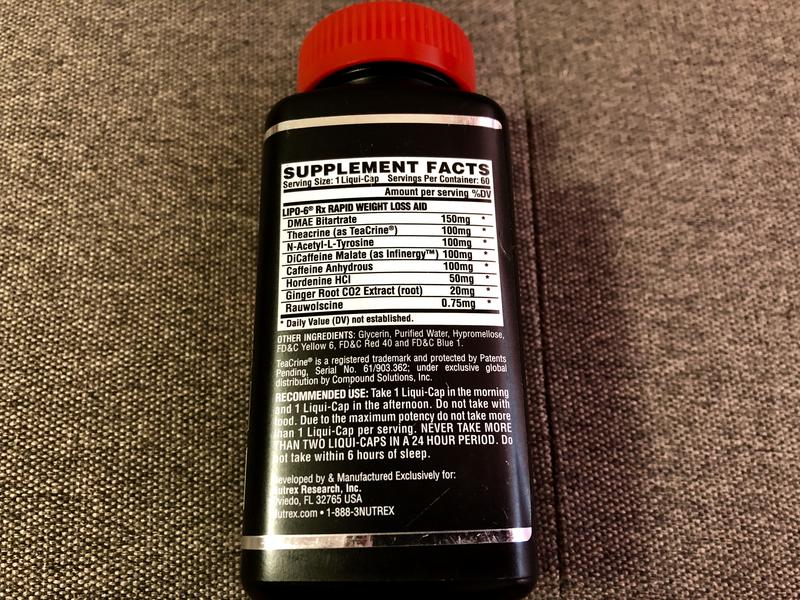 SUPPLEMENT FACTS
Serving Size: 1 Liqui-Cap Servings Per Container: 60
Amount per serving %DV
LIPO-6® Rx RAPID WEIGHT LOSS AID
DMAE Bitartrate 150mg *
Theacrine (as TeaCrine®) 100mg *
N-Acetyl-L-Tyrosine 100mg *
DiCaffeine Malate (as Infinergy™) 100mg *
Caffeine Anhydrous 100mg *
Hordenine HCl 50mg *
Ginger Root CO2 Extract (root) 20mg *
Rauwolscine 0.75mg *
* Daily Value (DV) not established.
OTHER INGREDIENTS: Glycerin, Purified Water, Hypromellose,
FD&C Yellow 6, FD&C Red 40 and FD&C Blue 1.
TeaCrine® is a registered trademark and protected by Patents
Pending, Serial No. 61/903.362; under exclusive global
distribution by Compound Solutions, Inc.
RECOMMENDED USE: Take 1 Liqui-Cap in the morning
and 1 Liqui-Cap in the afternoon. Do not take with
food. Due to the maximum potency do not take more
than 1 Liqui-Cap per serving. NEVER TAKE MORE
THAN TWO LIQUI-CAPS IN A 24 HOUR PERIOD. Do
not take within 6 hours of sleep.
Developed by & Manufactured Exclusively for:
Nutrex Research, Inc.
Oviedo, FL 32765 USA
Nutrex.com • 1-888-3NUTREX